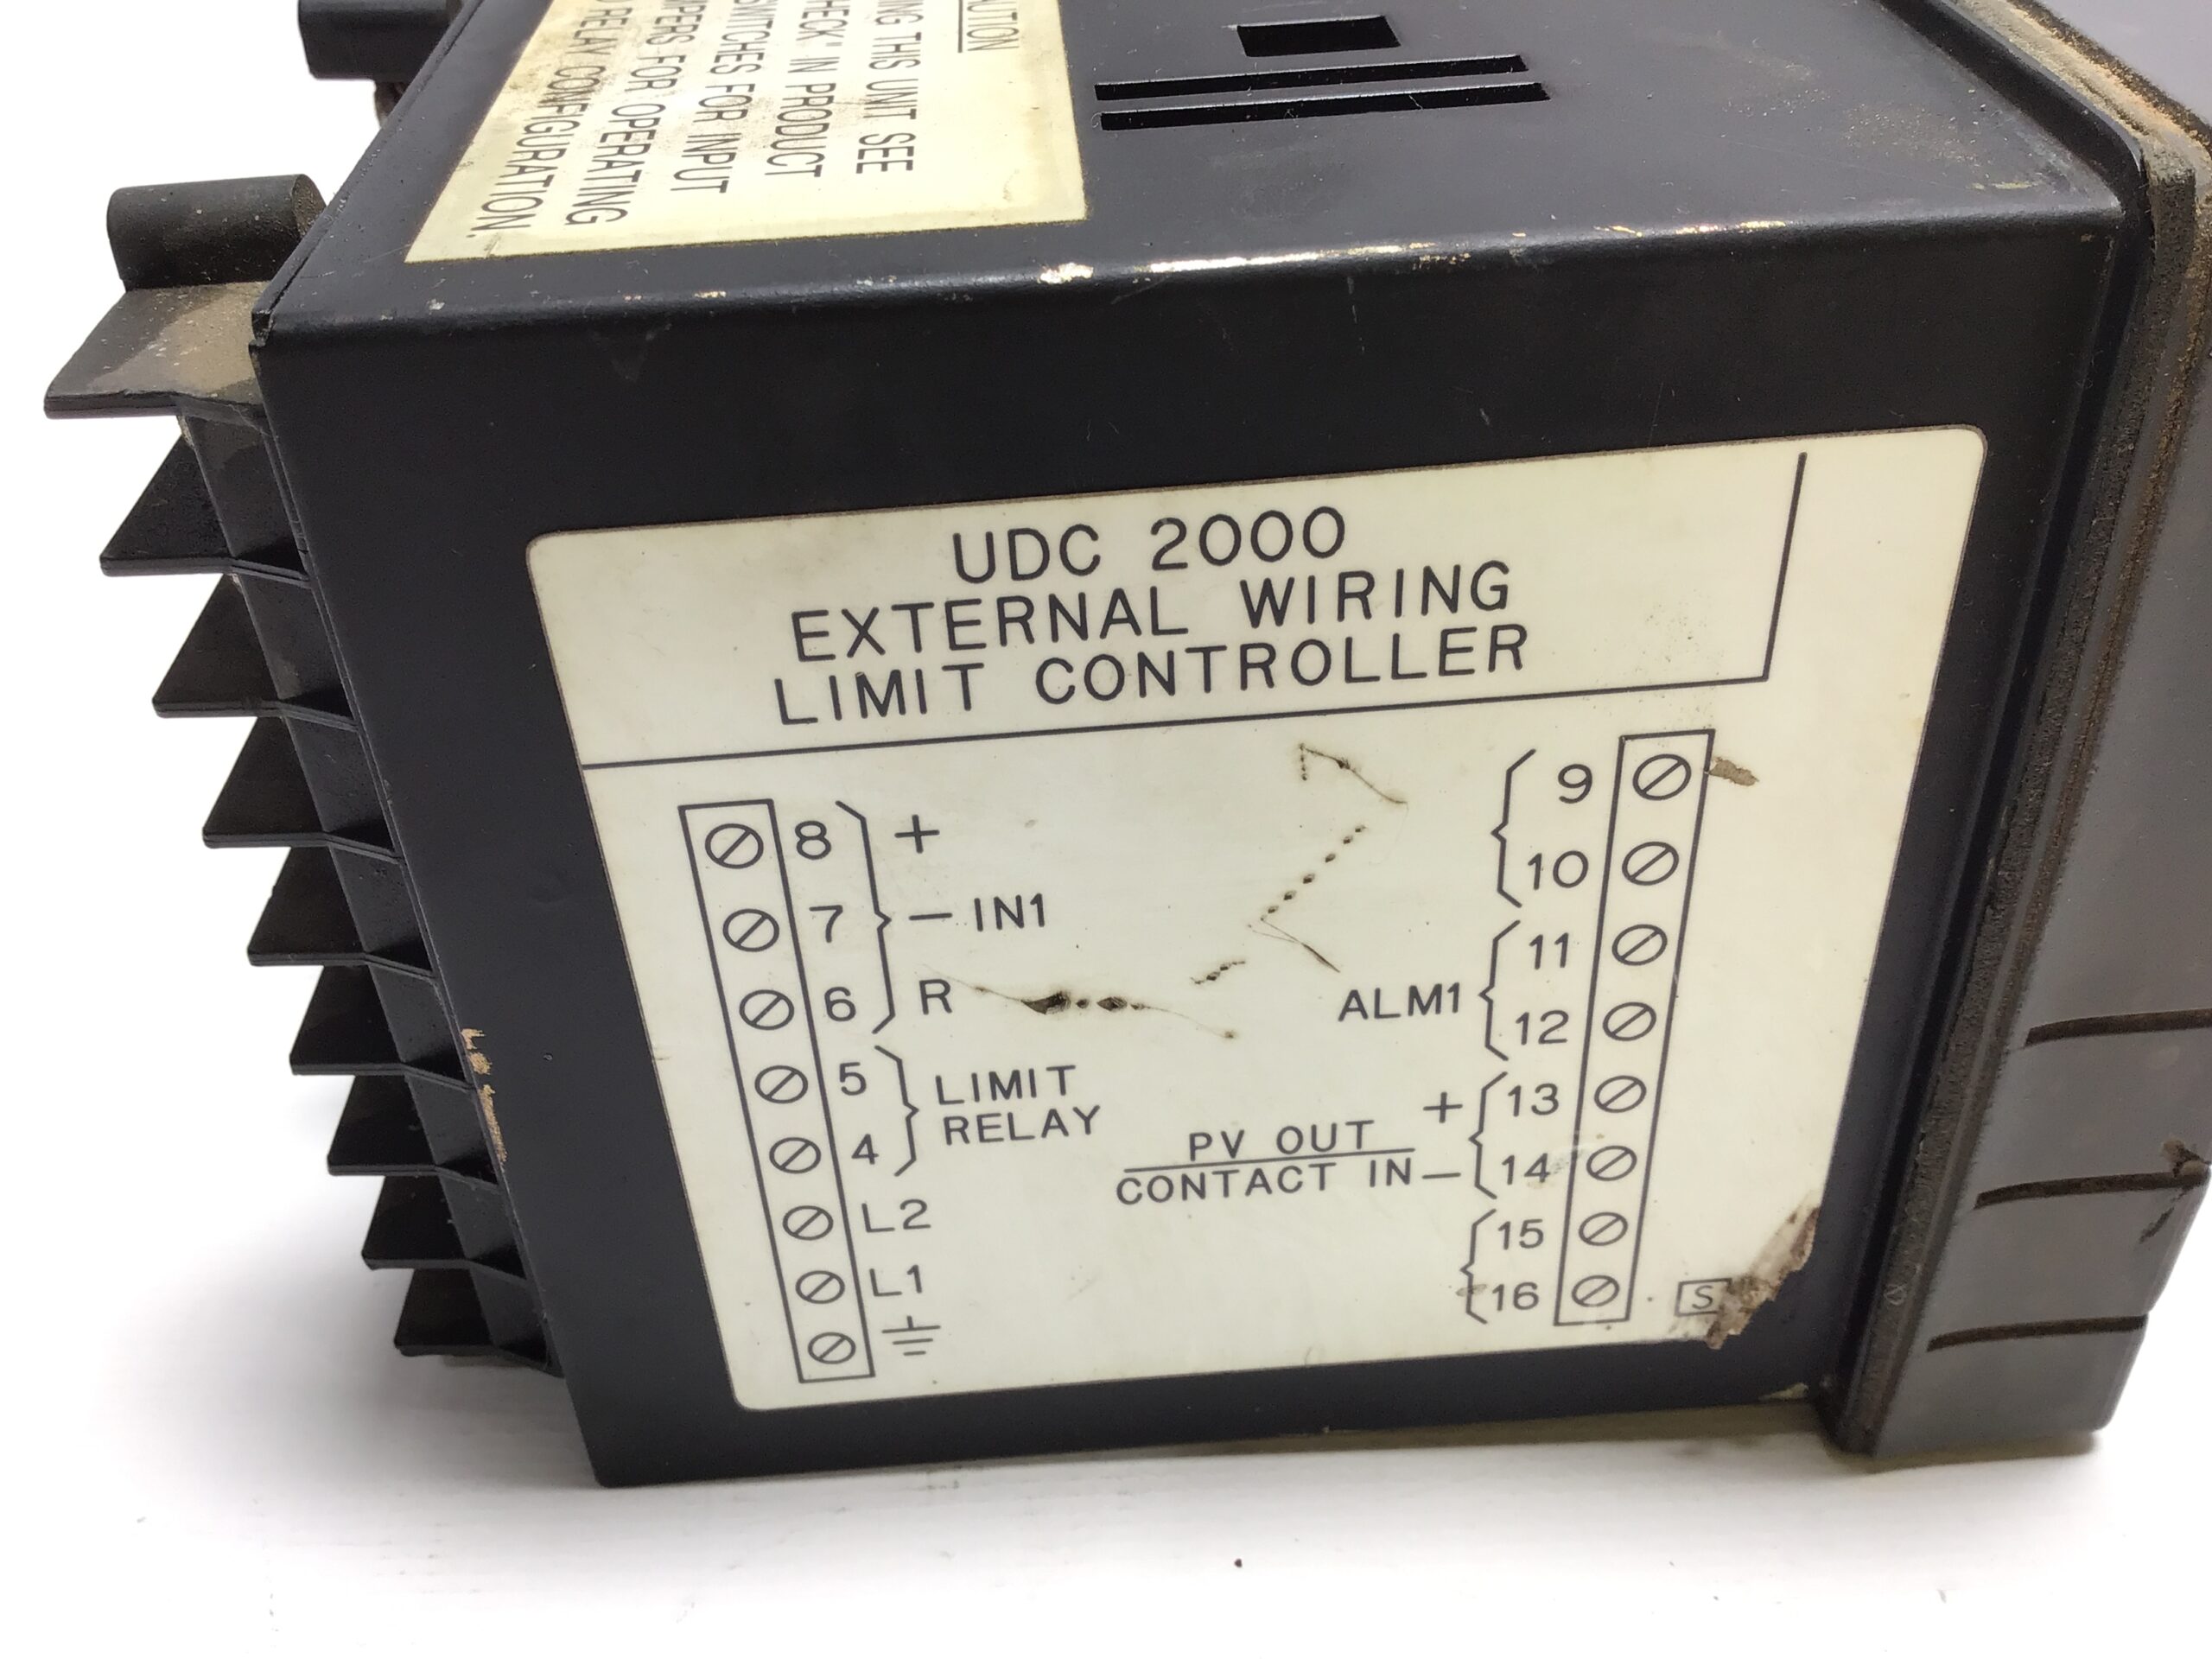 UTION
ING THIS UNIT SEE
HECK' IN PRODUCT
SWITCHES FOR INPUT
MPERS FOR OPERATING
RELAY CONFIGURATION.
UDC 2000
EXTERNAL WIRING
LIMIT CONTROLLER
8 +
7 − IN1
6 R
5 LIMIT
4 RELAY
L2
L1
9
10
11
ALM1
12
+ 13
PV OUT
CONTACT IN − 14
15
16
S